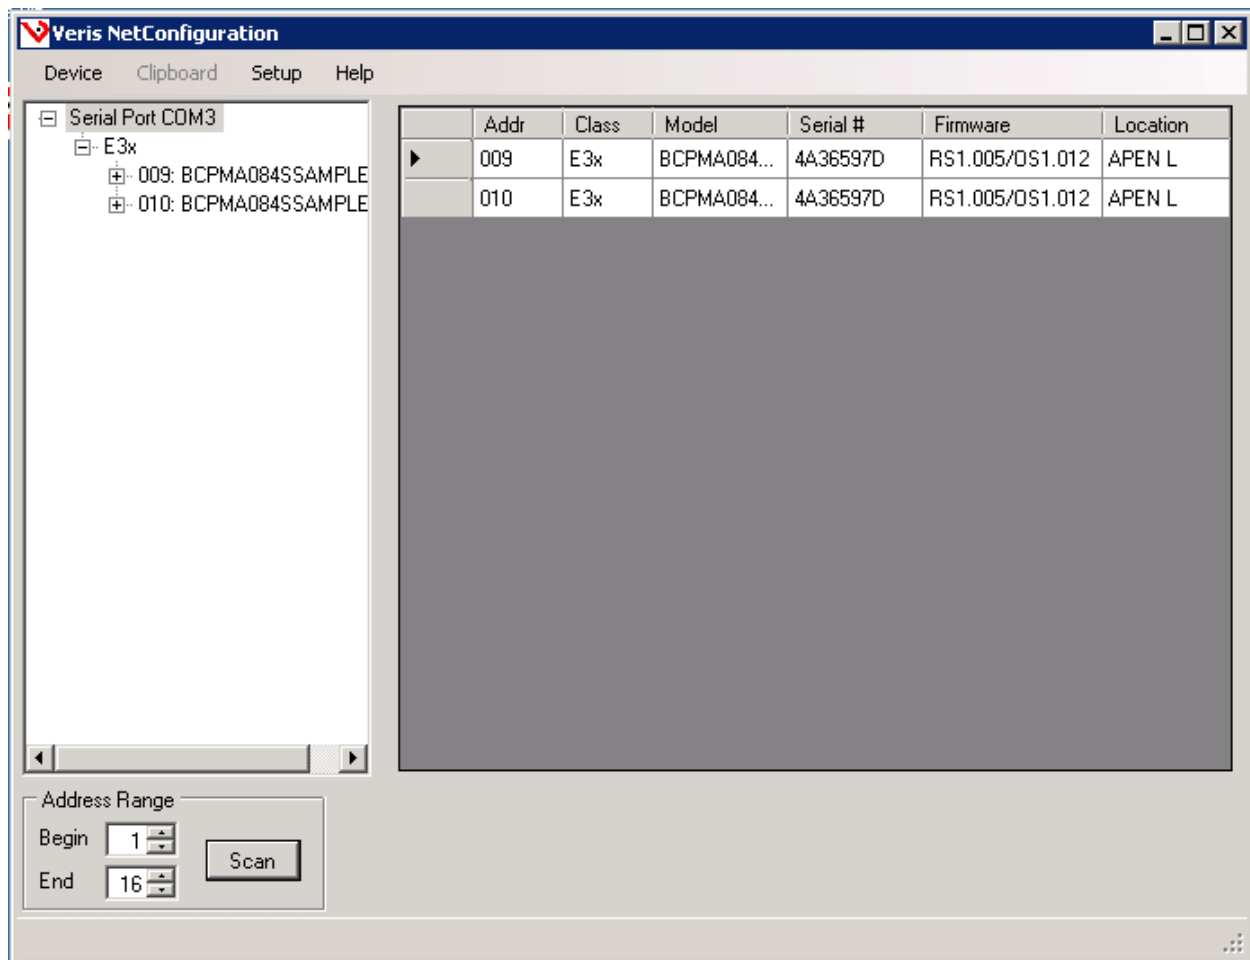 Veris NetConfiguration
Device Clipboard Setup Help
Serial Port COM3
E3x
009: BCPMA084SSAMPLE
010: BCPMA084SSAMPLE
Addr Class Model Serial # Firmware Location
009 E3x BCPMA084... 4A36597D RS1.005/OS1.012 APEN L
010 E3x BCPMA084... 4A36597D RS1.005/OS1.012 APEN L
Address Range
Begin 1
Scan
End 16